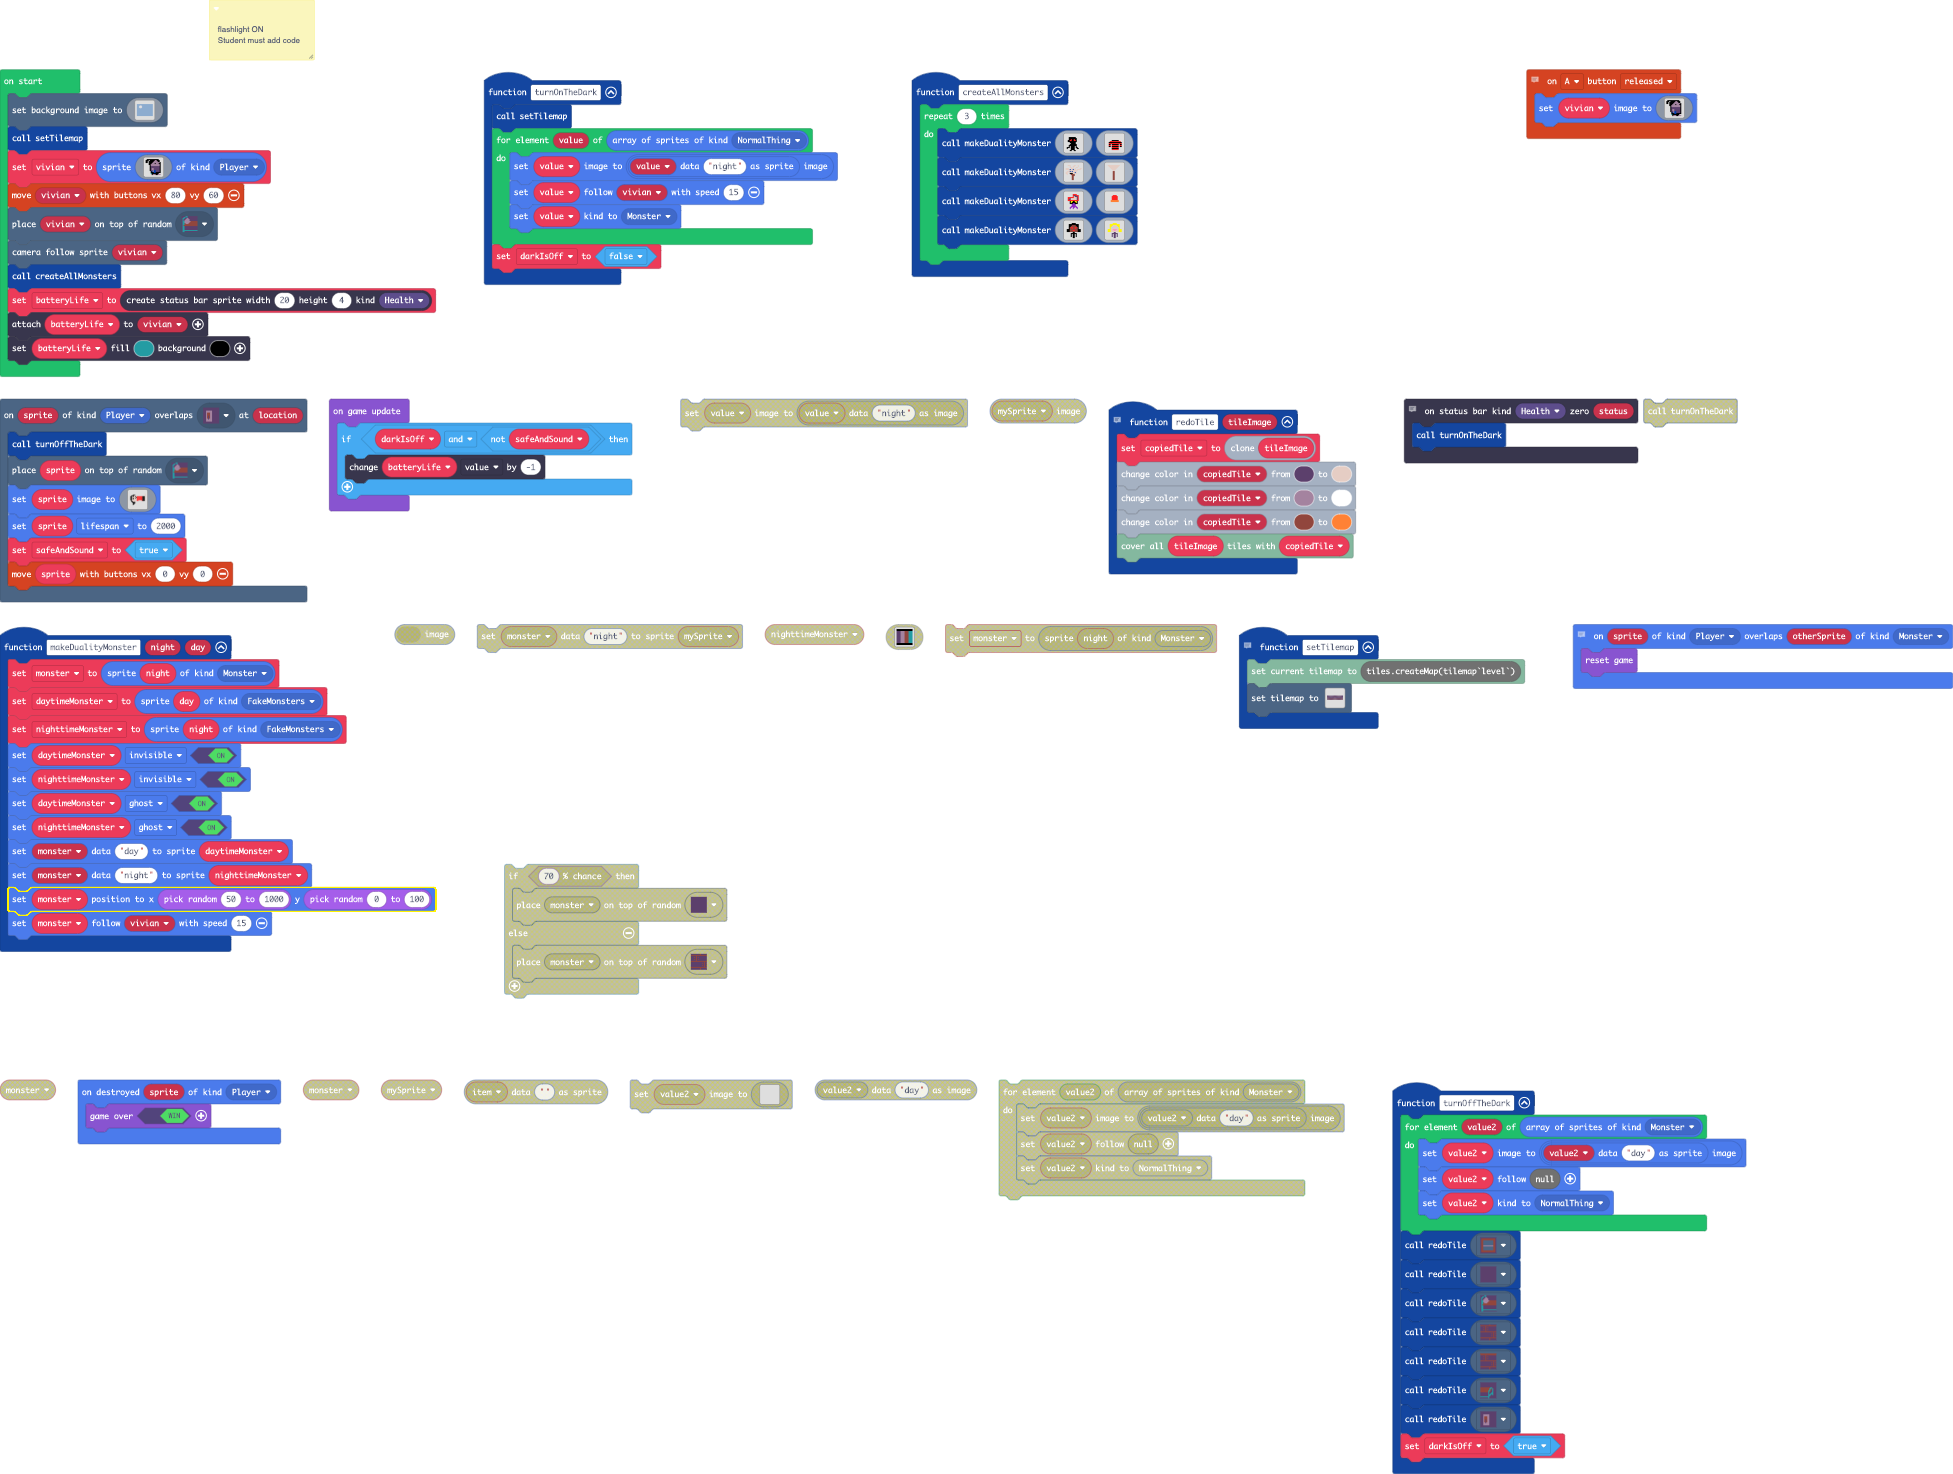 flashlight ON
Student must add code
on start
set background image to
call setTilemap
set vivian to sprite of kind Player
move vivian with buttons vx 80 vy 60
place vivian on top of random
camera follow sprite vivian
call createAllMonsters
set batteryLife to create status bar sprite width 20 height 4 kind Health
attach batteryLife to vivian
set batteryLife fill background
function turnOnTheDark
call setTilemap
for element value of array of sprites of kind NormalThing
do
set value image to value data "night" as sprite image
set value follow vivian with speed 15
set value kind to Monster
set darkIsOff to false
function createAllMonsters
repeat 3 times
do
call makeDualityMonster
call makeDualityMonster
call makeDualityMonster
call makeDualityMonster
on A button released
set vivian image to
on sprite of kind Player overlaps at location
call turnOffTheDark
place sprite on top of random
set sprite image to
set sprite lifespan to 2000
set safeAndSound to true
move sprite with buttons vx 0 vy 0
on game update
if darkIsOff and not safeAndSound then
change batteryLife value by -1
set value image to value data "night" as image
mySprite image
function redoTile tileImage
set copiedTile to clone tileImage
change color in copiedTile from to
change color in copiedTile from to
change color in copiedTile from to
cover all tileImage tiles with copiedTile
on status bar kind Health zero status
call turnOnTheDark
call turnOnTheDark
function makeDualityMonster night day
set monster to sprite night of kind Monster
set daytimeMonster to sprite day of kind FakeMonsters
set nighttimeMonster to sprite night of kind FakeMonsters
set daytimeMonster invisible ON
set nighttimeMonster invisible ON
set daytimeMonster ghost ON
set nighttimeMonster ghost ON
set monster data "day" to sprite daytimeMonster
set monster data "night" to sprite nighttimeMonster
set monster position to x pick random 50 to 1000 y pick random 0 to 100
set monster follow vivian with speed 15
image
set monster data "night" to sprite mySprite
nighttimeMonster
set monster to sprite night of kind Monster
function setTilemap
set current tilemap to tiles.createMap(tilemap`level`)
set tilemap to
on sprite of kind Player overlaps otherSprite of kind Monster
reset game
if 70 % chance then
place monster on top of random
else
place monster on top of random
monster
on destroyed sprite of kind Player
game over WIN
monster
mySprite
item data "" as sprite
set value2 image to
value2 data "day" as image
for element value2 of array of sprites of kind Monster
do
set value2 image to value2 data "day" as sprite image
set value2 follow null
set value2 kind to NormalThing
function turnOffTheDark
for element value2 of array of sprites of kind Monster
do
set value2 image to value2 data "day" as sprite image
set value2 follow null
set value2 kind to NormalThing
call redoTile
call redoTile
call redoTile
call redoTile
call redoTile
call redoTile
call redoTile
set darkIsOff to true